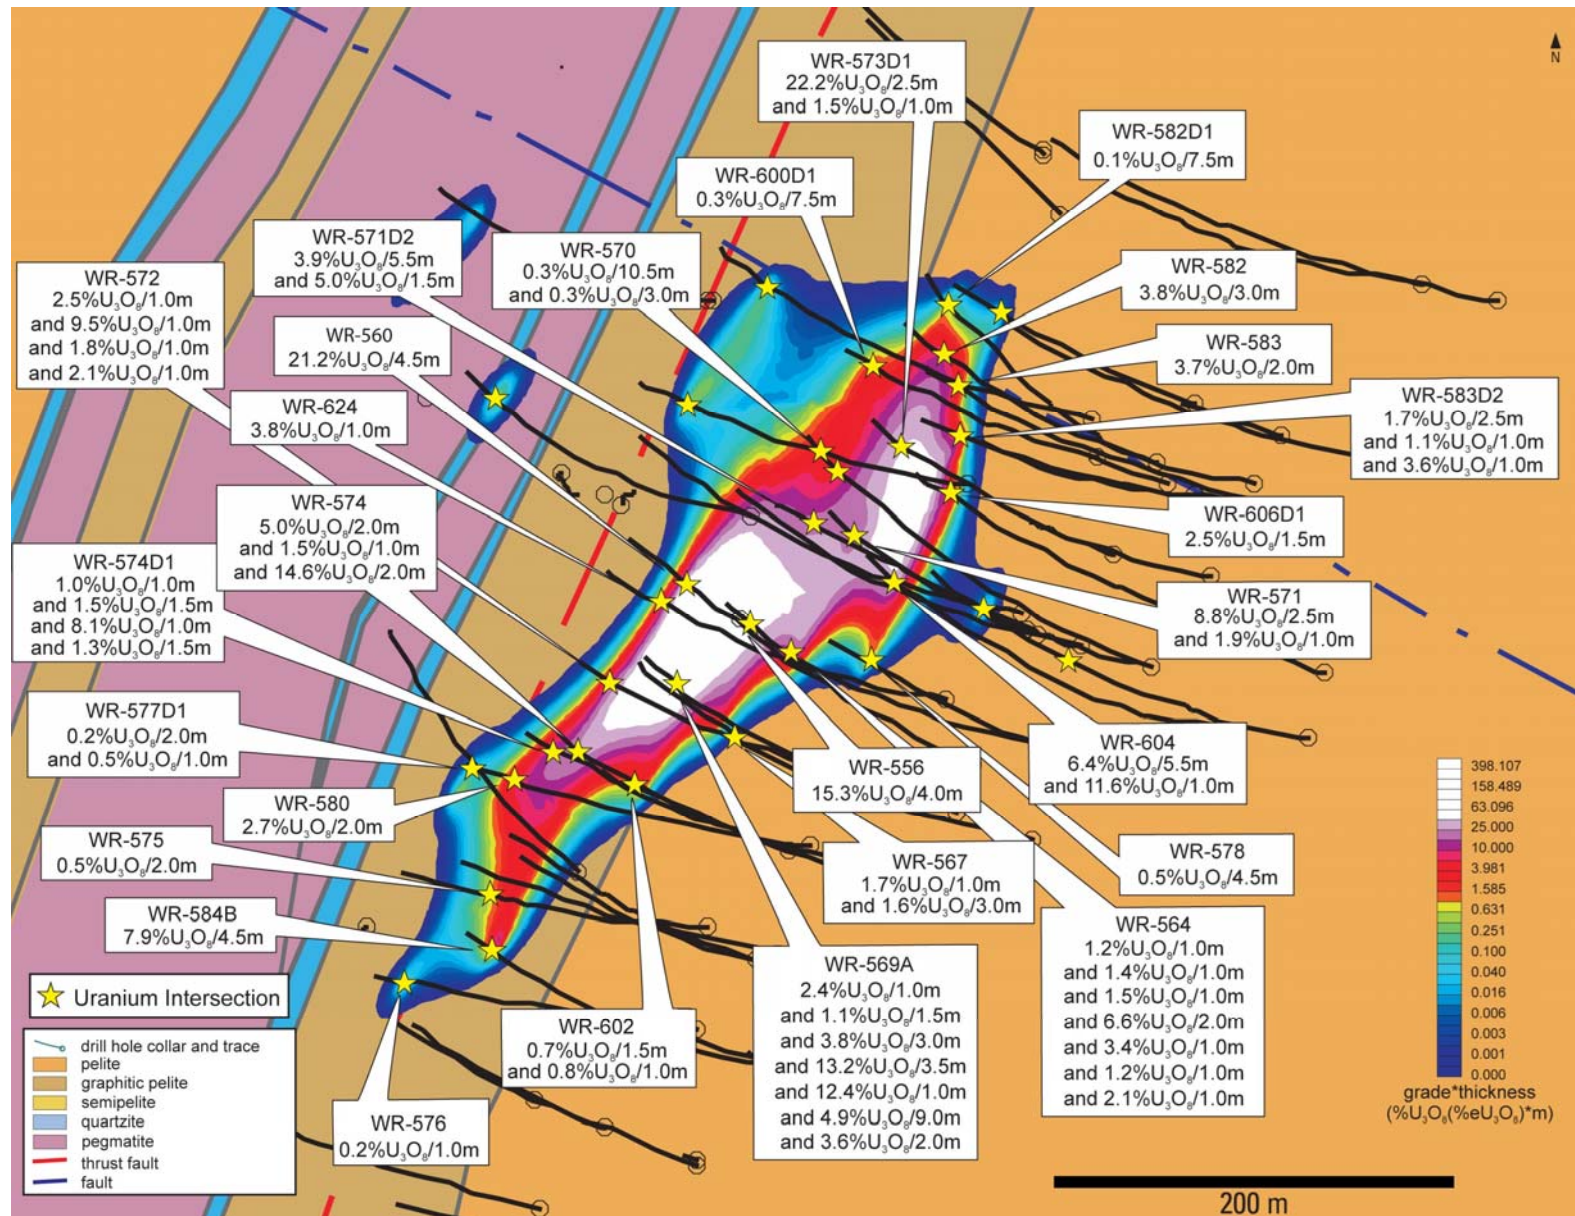 N
WR-573D1
22.2%U₃O₈/2.5m
and 1.5%U₃O₈/1.0m
WR-582D1
0.1%U₃O₈/7.5m
WR-600D1
0.3%U₃O₈/7.5m
WR-571D2
3.9%U₃O₈/5.5m
and 5.0%U₃O₈/1.5m
WR-570
0.3%U₃O₈/10.5m
and 0.3%U₃O₈/3.0m
WR-582
3.8%U₃O₈/3.0m
WR-572
2.5%U₃O₈/1.0m
and 9.5%U₃O₈/1.0m
and 1.8%U₃O₈/1.0m
and 2.1%U₃O₈/1.0m
WR-560
21.2%U₃O₈/4.5m
WR-583
3.7%U₃O₈/2.0m
WR-583D2
1.7%U₃O₈/2.5m
and 1.1%U₃O₈/1.0m
and 3.6%U₃O₈/1.0m
WR-624
3.8%U₃O₈/1.0m
WR-574
5.0%U₃O₈/2.0m
and 1.5%U₃O₈/1.0m
and 14.6%U₃O₈/2.0m
WR-606D1
2.5%U₃O₈/1.5m
WR-574D1
1.0%U₃O₈/1.0m
and 1.5%U₃O₈/1.5m
and 8.1%U₃O₈/1.0m
and 1.3%U₃O₈/1.5m
WR-571
8.8%U₃O₈/2.5m
and 1.9%U₃O₈/1.0m
WR-577D1
0.2%U₃O₈/2.0m
and 0.5%U₃O₈/1.0m
WR-604
6.4%U₃O₈/5.5m
and 11.6%U₃O₈/1.0m
WR-556
15.3%U₃O₈/4.0m
WR-580
2.7%U₃O₈/2.0m
WR-575
0.5%U₃O₈/2.0m
WR-567
1.7%U₃O₈/1.0m
and 1.6%U₃O₈/3.0m
WR-578
0.5%U₃O₈/4.5m
WR-584B
7.9%U₃O₈/4.5m
WR-564
1.2%U₃O₈/1.0m
and 1.4%U₃O₈/1.0m
and 1.5%U₃O₈/1.0m
and 6.6%U₃O₈/2.0m
and 3.4%U₃O₈/1.0m
and 1.2%U₃O₈/1.0m
and 2.1%U₃O₈/1.0m
WR-569A
2.4%U₃O₈/1.0m
and 1.1%U₃O₈/1.5m
and 3.8%U₃O₈/3.0m
and 13.2%U₃O₈/3.5m
and 12.4%U₃O₈/1.0m
and 4.9%U₃O₈/9.0m
and 3.6%U₃O₈/2.0m
WR-602
0.7%U₃O₈/1.5m
and 0.8%U₃O₈/1.0m
WR-576
0.2%U₃O₈/1.0m
Uranium Intersection
drill hole collar and trace
pelite
graphitic pelite
semipelite
quartzite
pegmatite
thrust fault
fault
398.107
158.489
63.096
25.000
10.000
3.981
1.585
0.631
0.251
0.100
0.040
0.016
0.006
0.003
0.001
0.000
grade*thickness
(%U₃O₈(%eU₃O₈)*m)
200 m